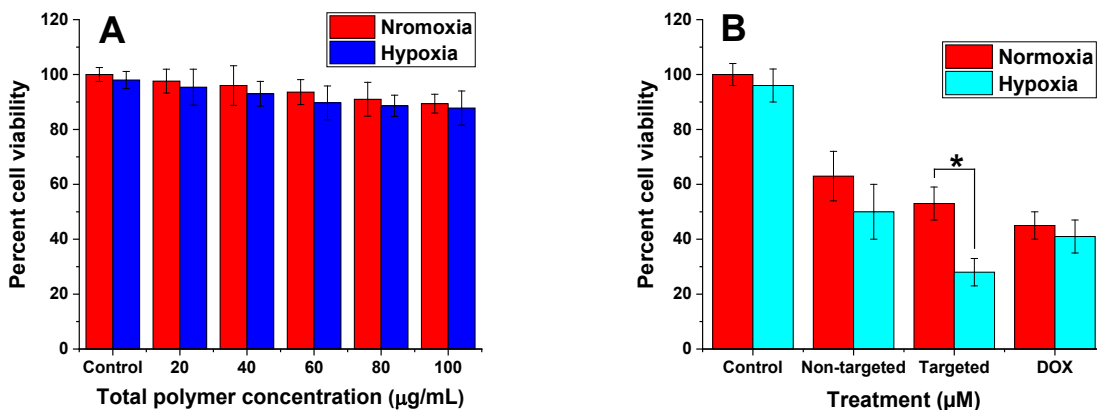 A
Nromoxia
Hypoxia
Percent cell viability
120
100
80
60
40
20
0
Control 20 40 60 80 100
Total polymer concentration (μg/mL)
B
Normoxia
Hypoxia
Percent cell viability
120
100
80
60
40
20
0
*
Control Non-targeted Targeted DOX
Treatment (μM)